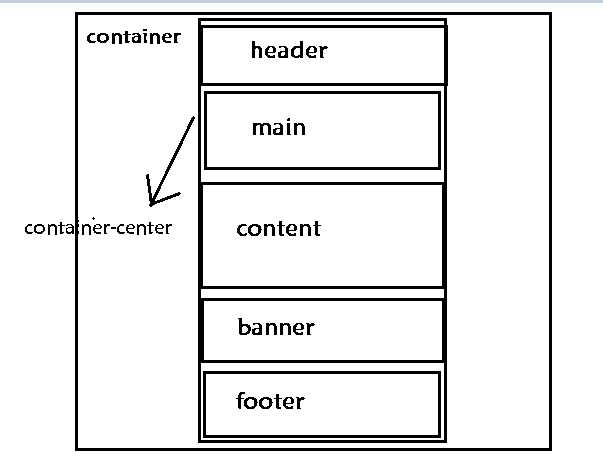 container
header
main
container-center
content
banner
footer